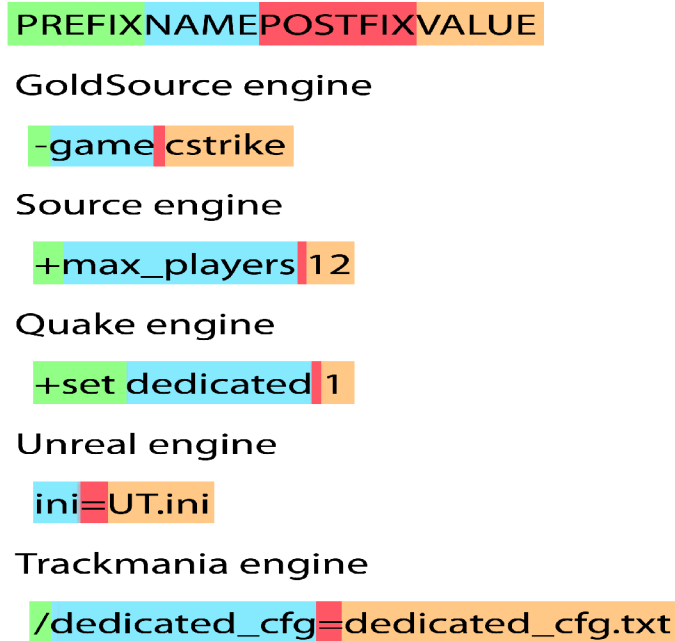 PREFIXNAMEPOSTFIXVALUE
GoldSource engine
-game cstrike
Source engine
+max_players 12
Quake engine
+set dedicated 1
Unreal engine
ini=UT.ini
Trackmania engine
/dedicated_cfg=dedicated_cfg.txt